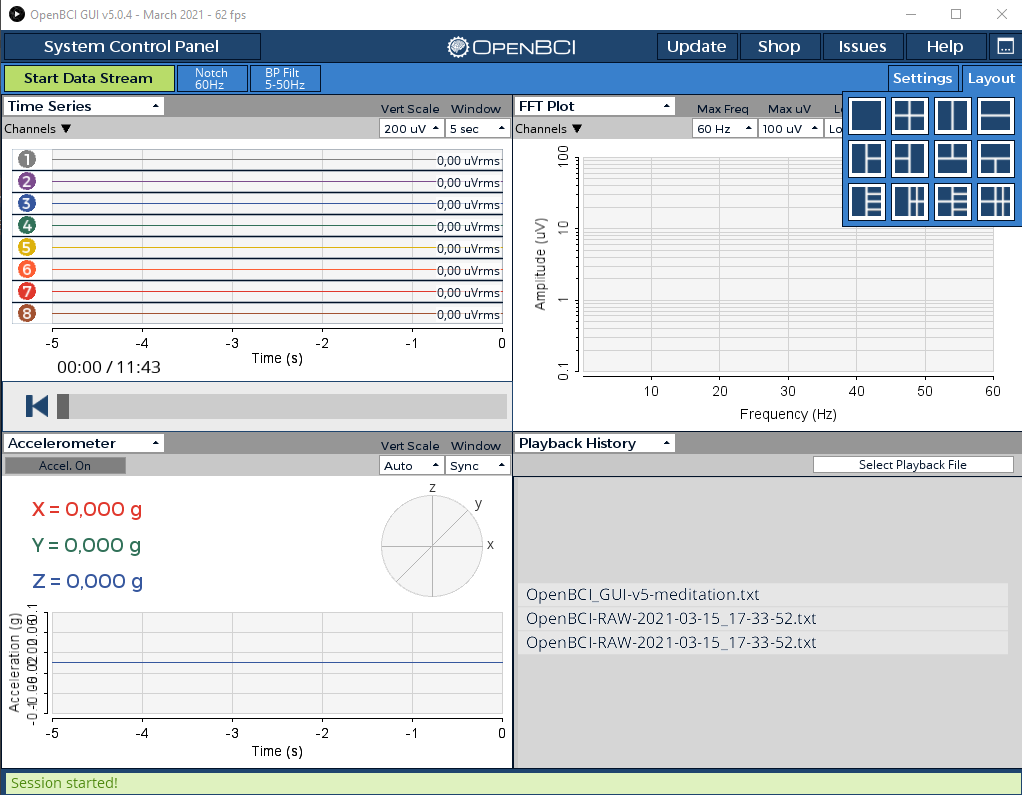 OpenBCI GUI v5.0.4 - March 2021 - 62 fps
System Control Panel
OPENBCI
Update
Shop
Issues
Help
Start Data Stream
Notch
60Hz
BP Filt
5-50Hz
Settings
Layout
Time Series
Vert Scale
Window
Channels
200 uV
5 sec
1 0,00 uVrms
2 0,00 uVrms
3 0,00 uVrms
4 0,00 uVrms
5 0,00 uVrms
6 0,00 uVrms
7 0,00 uVrms
8 0,00 uVrms
-5 -4 -3 -2 -1 0
Time (s)
00:00 / 11:43
FFT Plot
Max Freq
Max uV
Channels
60 Hz
100 uV
100
10
1
0.1
Amplitude (uV)
10 20 30 40 50 60
Frequency (Hz)
Accelerometer
Vert Scale
Window
Accel. On
Auto
Sync
X = 0,000 g
Y = 0,000 g
Z = 0,000 g
z
y
x
Acceleration (g)
-5 -4 -3 -2 -1 0
Time (s)
Playback History
Select Playback File
OpenBCI_GUI-v5-meditation.txt
OpenBCI-RAW-2021-03-15_17-33-52.txt
OpenBCI-RAW-2021-03-15_17-33-52.txt
Session started!